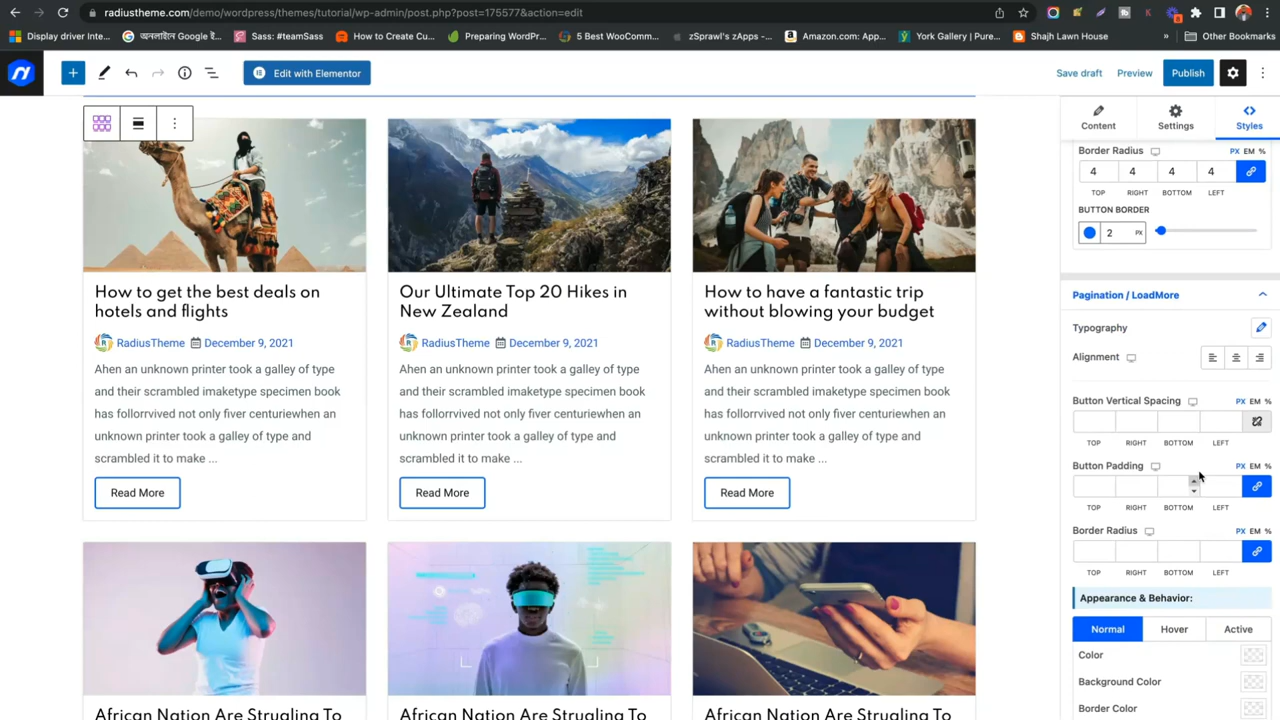 radiustheme.com/demo/wordpress/themes/tutorial/wp-admin/post.php?post=175577&action=edit
Display driver Inte...
অনলাইনে Google ই...
Sass: #teamSass
How to Create Cu...
Preparing WordPr...
5 Best WooComm...
zSprawl's zApps -...
Amazon.com: App...
York Gallery | Pure...
Shajh Lawn House
»
Other Bookmarks
Edit with Elementor
Save draft
Preview
Publish
Content
Settings
Styles
How to get the best deals on
hotels and flights
RadiusTheme December 9, 2021
Ahen an unknown printer took a galley of type
and their scrambled imaketype specimen book
has follorrvived not only fiver centuriewhen an
unknown printer took a galley of type and
scrambled it to make ...
Read More
Our Ultimate Top 20 Hikes in
New Zealand
RadiusTheme December 9, 2021
Ahen an unknown printer took a galley of type
and their scrambled imaketype specimen book
has follorrvived not only fiver centuriewhen an
unknown printer took a galley of type and
scrambled it to make ...
Read More
How to have a fantastic trip
without blowing your budget
RadiusTheme December 9, 2021
Ahen an unknown printer took a galley of type
and their scrambled imaketype specimen book
has follorrvived not only fiver centuriewhen an
unknown printer took a galley of type and
scrambled it to make ...
Read More
African Nation Are Strugling To
African Nation Are Strugling To
African Nation Are Strugling To
Border Radius PX EM %
4 4 4 4
TOP RIGHT BOTTOM LEFT
BUTTON BORDER
2 PX
Pagination / LoadMore
Typography
Alignment
Button Vertical Spacing PX EM %
TOP RIGHT BOTTOM LEFT
Button Padding PX EM %
TOP RIGHT BOTTOM LEFT
Border Radius PX EM %
TOP RIGHT BOTTOM LEFT
Appearance & Behavior:
Normal Hover Active
Color
Background Color
Border Color